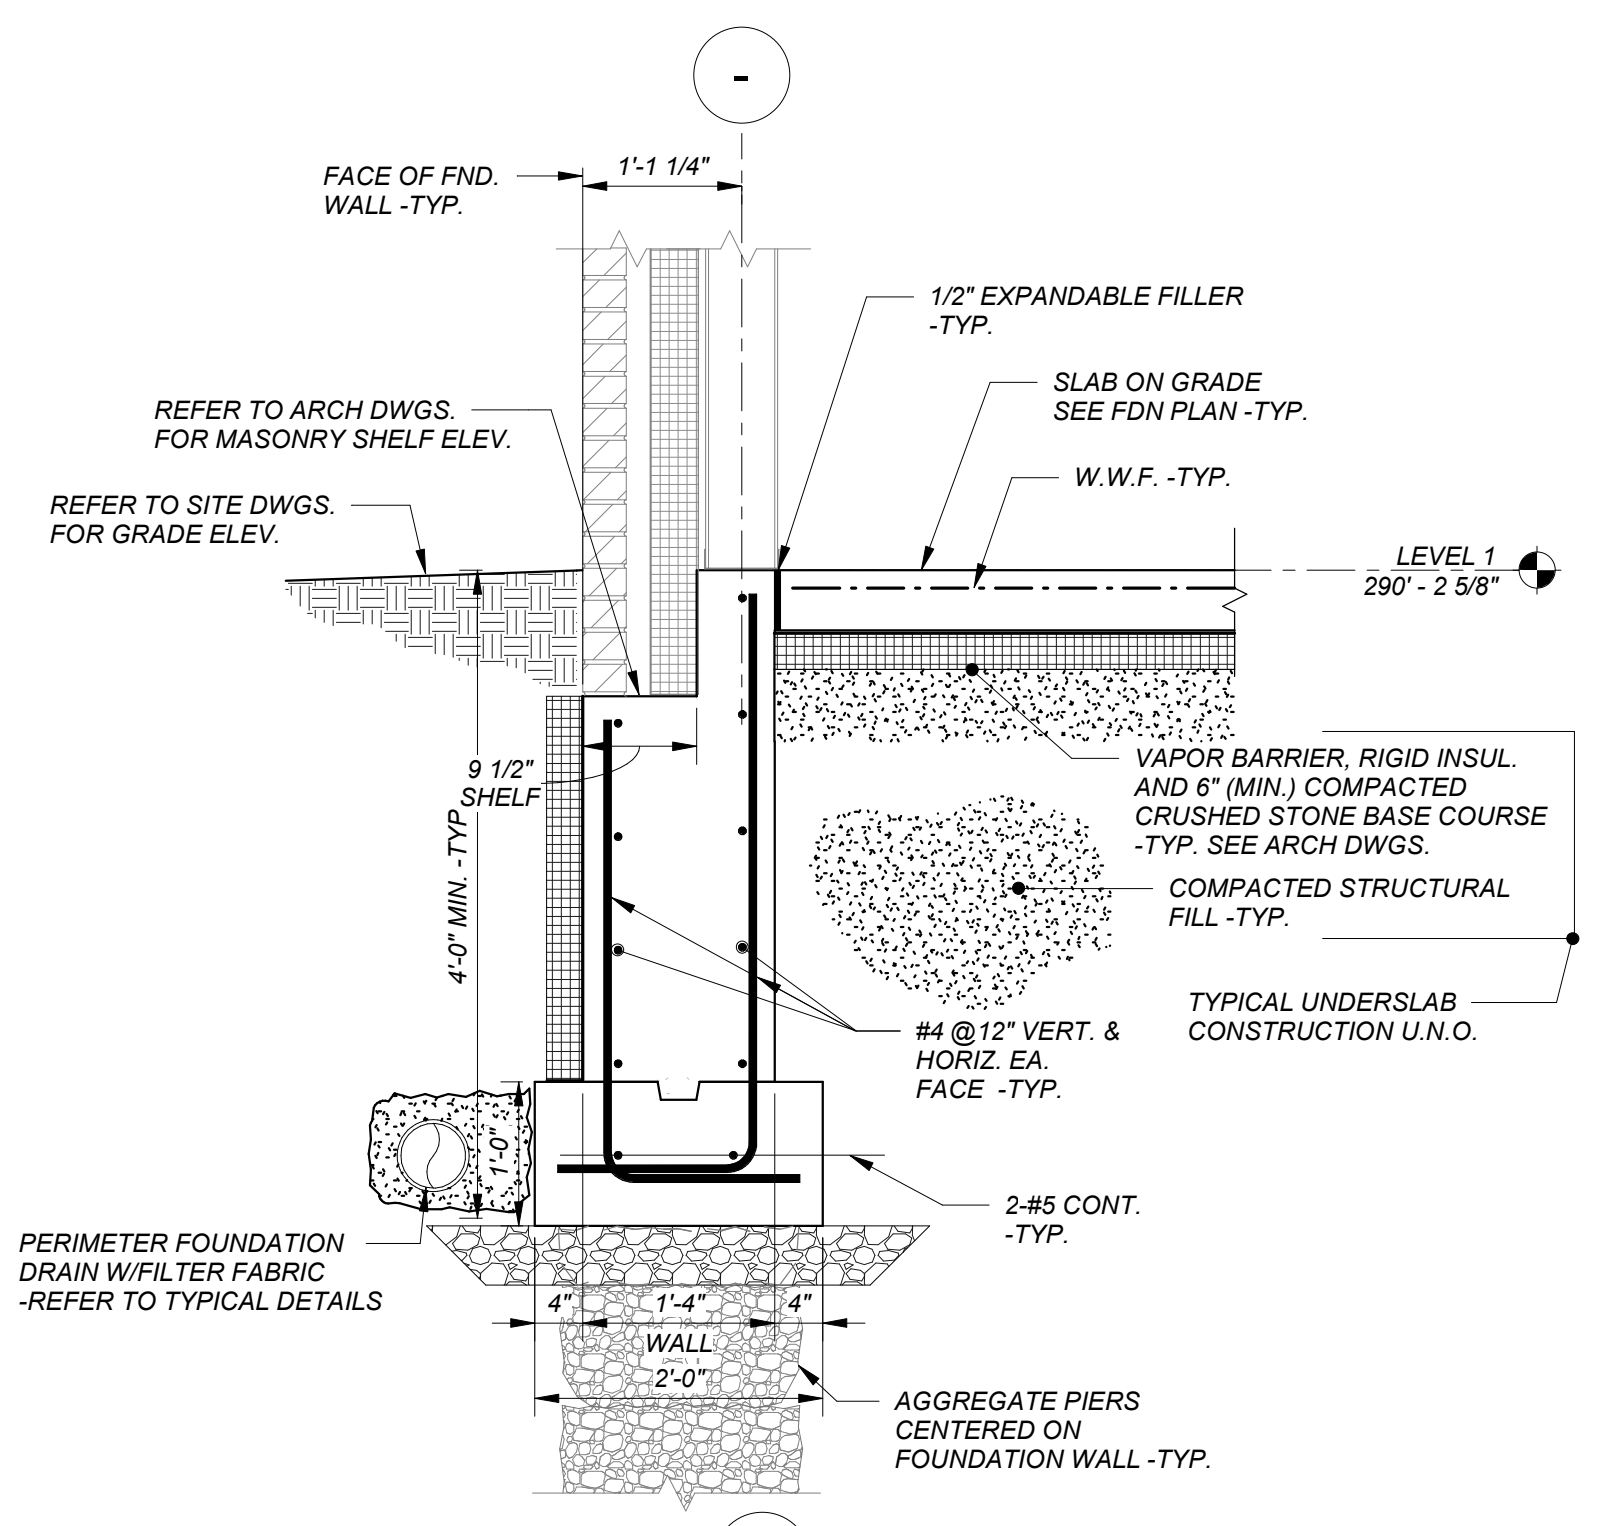 -
1'-1 1/4"
FACE OF FND.
WALL -TYP.
1/2" EXPANDABLE FILLER
-TYP.
SLAB ON GRADE
SEE FDN PLAN -TYP.
REFER TO ARCH DWGS.
FOR MASONRY SHELF ELEV.
W.W.F. -TYP.
REFER TO SITE DWGS.
FOR GRADE ELEV.
LEVEL 1
290' - 2 5/8"
9 1/2"
SHELF
4'-0" MIN. -TYP
VAPOR BARRIER, RIGID INSUL.
AND 6" (MIN.) COMPACTED
CRUSHED STONE BASE COURSE
-TYP. SEE ARCH DWGS.
COMPACTED STRUCTURAL
FILL -TYP.
TYPICAL UNDERSLAB
CONSTRUCTION U.N.O.
#4 @12" VERT. &
HORIZ. EA.
FACE -TYP.
1'-0"
2-#5 CONT.
-TYP.
PERIMETER FOUNDATION
DRAIN W/FILTER FABRIC
-REFER TO TYPICAL DETAILS
4" 1'-4" 4"
WALL
2'-0"
AGGREGATE PIERS
CENTERED ON
FOUNDATION WALL -TYP.